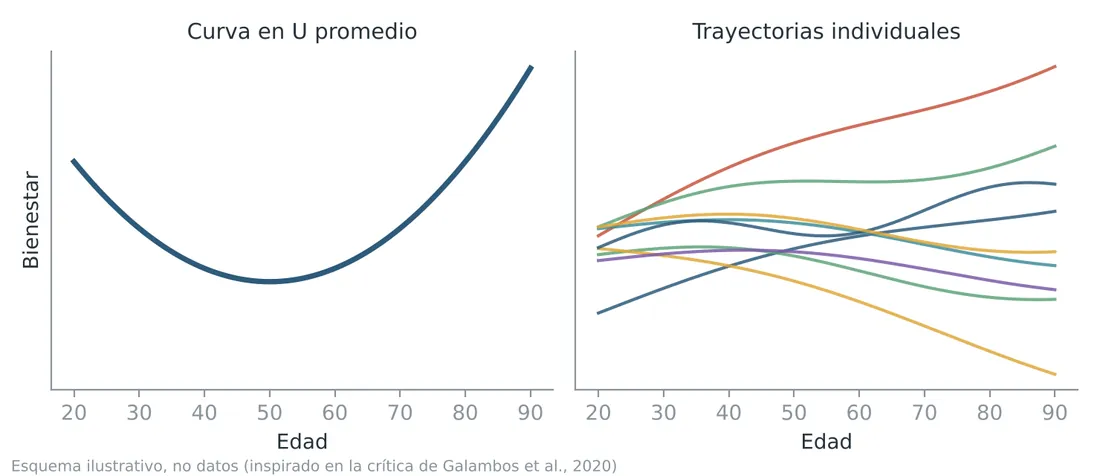 Curva en U promedio
Trayectorias individuales
Bienestar
20 30 40 50 60 70 80 90
20 30 40 50 60 70 80 90
Edad
Edad
Esquema ilustrativo, no datos (inspirado en la crítica de Galambos et al., 2020)